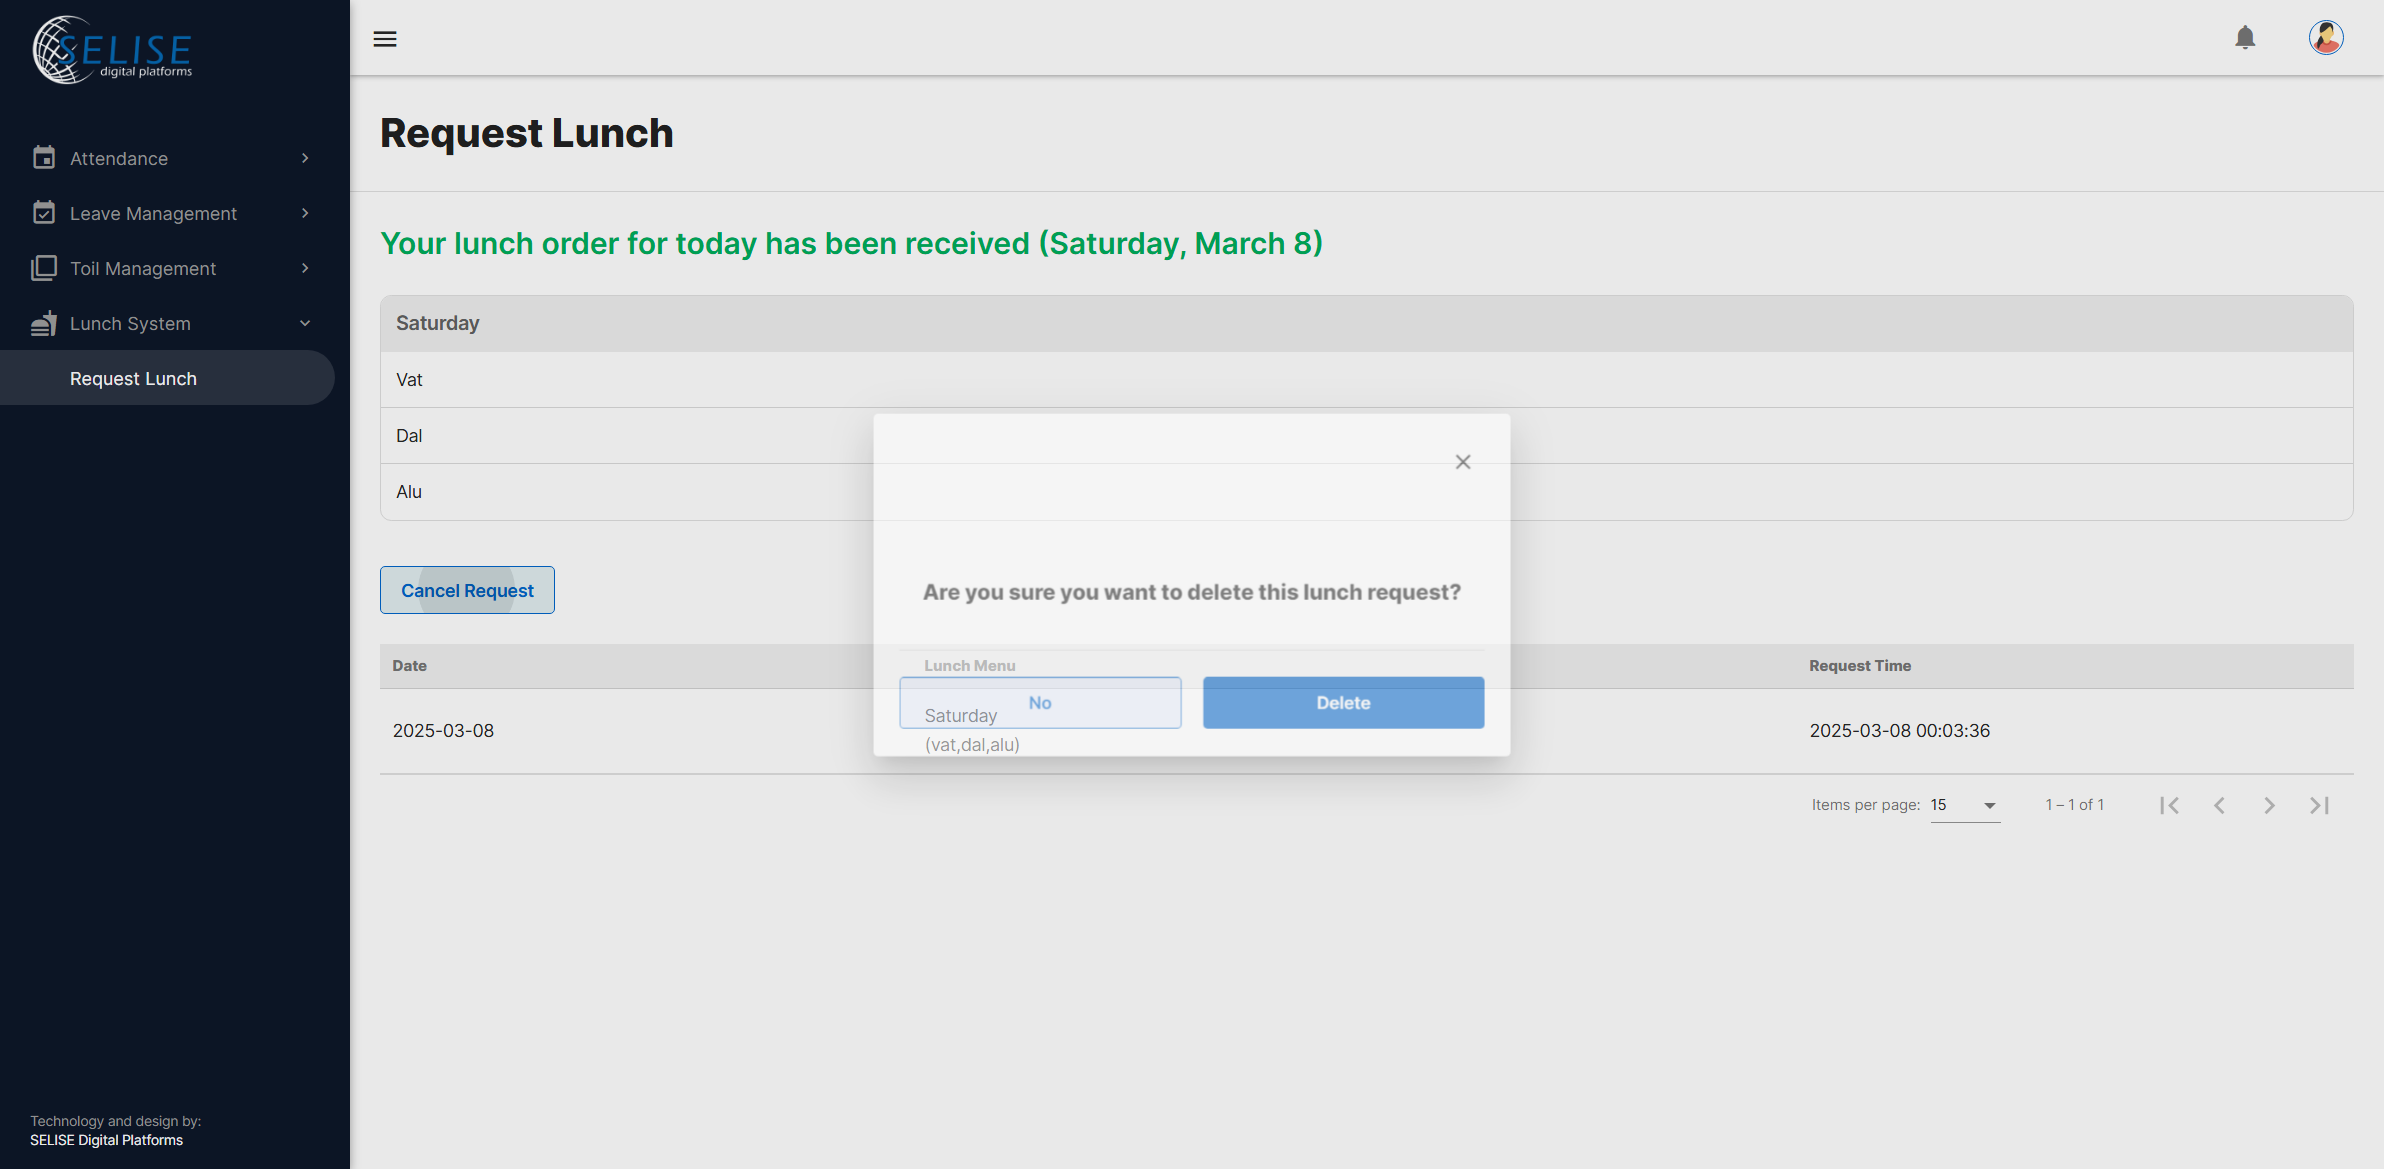 SELISE
digital platforms
Attendance
Leave Management
Toil Management
Lunch System
Request Lunch
Technology and design by:
SELISE Digital Platforms
Request Lunch
Your lunch order for today has been received (Saturday, March 8)
Saturday
Vat
Dal
Alu
Cancel Request
Are you sure you want to delete this lunch request?
No
Delete
Date
Lunch Menu
Request Time
2025-03-08
Saturday
(vat,dal,alu)
2025-03-08 00:03:36
Items per page: 15
1 – 1 of 1